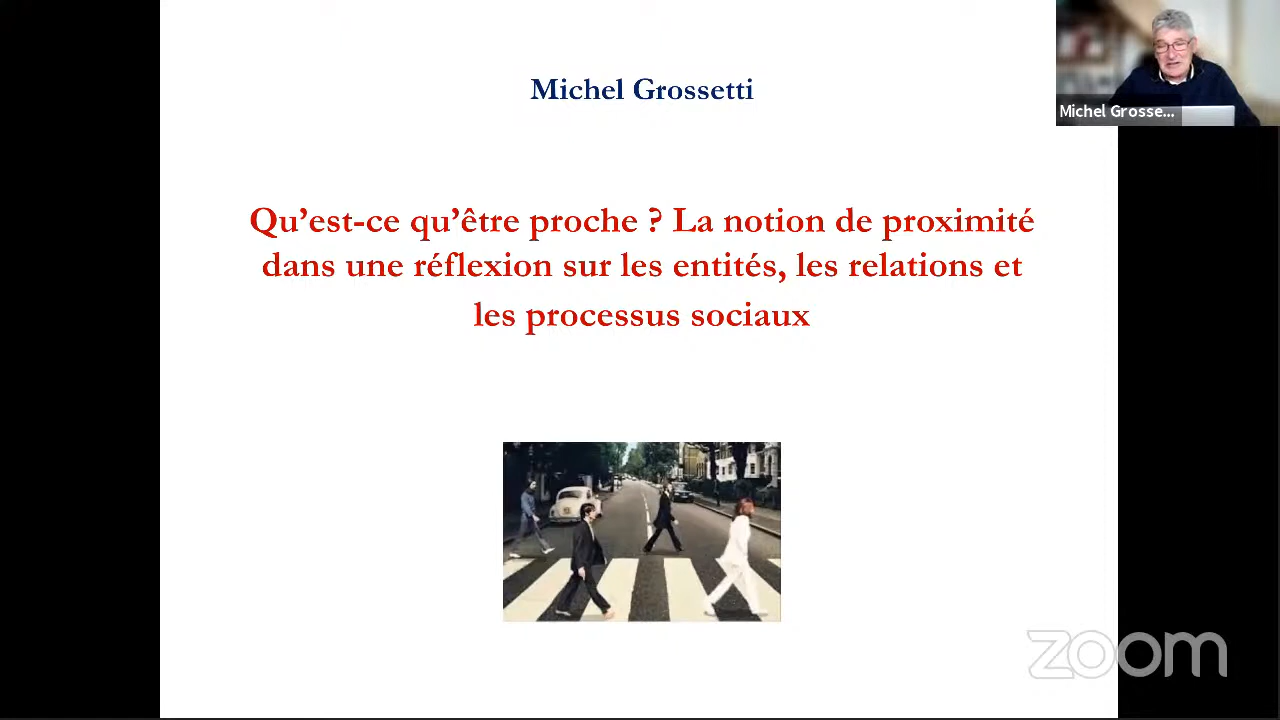 Michel Grossetti
Michel Grosse...
Qu’est-ce qu’être proche ? La notion de proximité
dans une réflexion sur les entités, les relations et
les processus sociaux
zoom